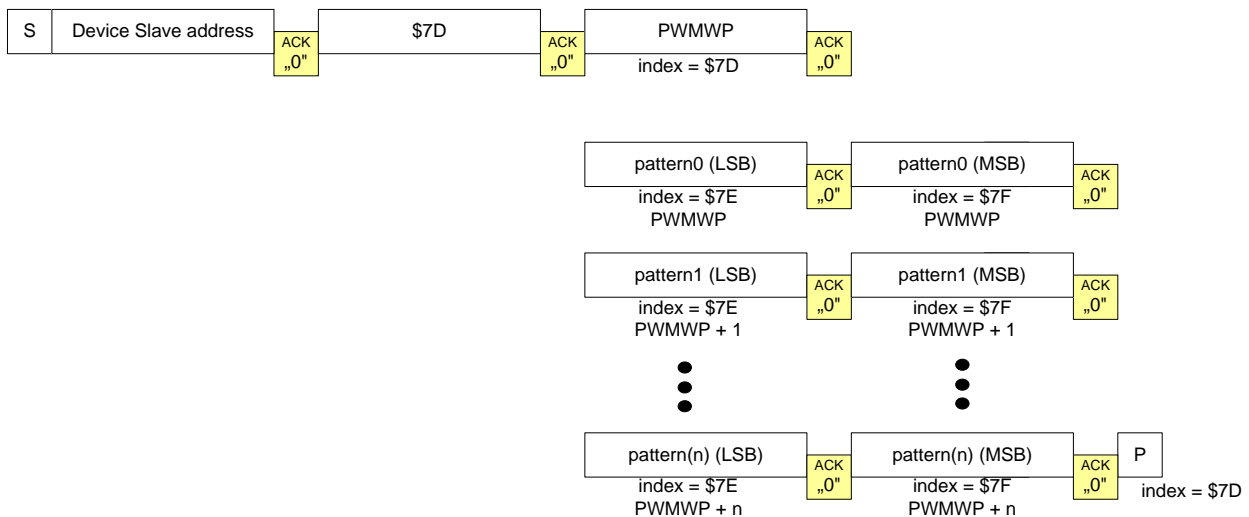 S Device Slave address ACK „0" $7D ACK „0" PWMWP ACK „0"
index = $7D
pattern0 (LSB) ACK „0" pattern0 (MSB) ACK „0"
index = $7E index = $7F
PWMWP PWMWP
pattern1 (LSB) ACK „0" pattern1 (MSB) ACK „0"
index = $7E index = $7F
PWMWP + 1 PWMWP + 1
pattern(n) (LSB) ACK „0" pattern(n) (MSB) ACK „0" P
index = $7E index = $7F index = $7D
PWMWP + n PWMWP + n